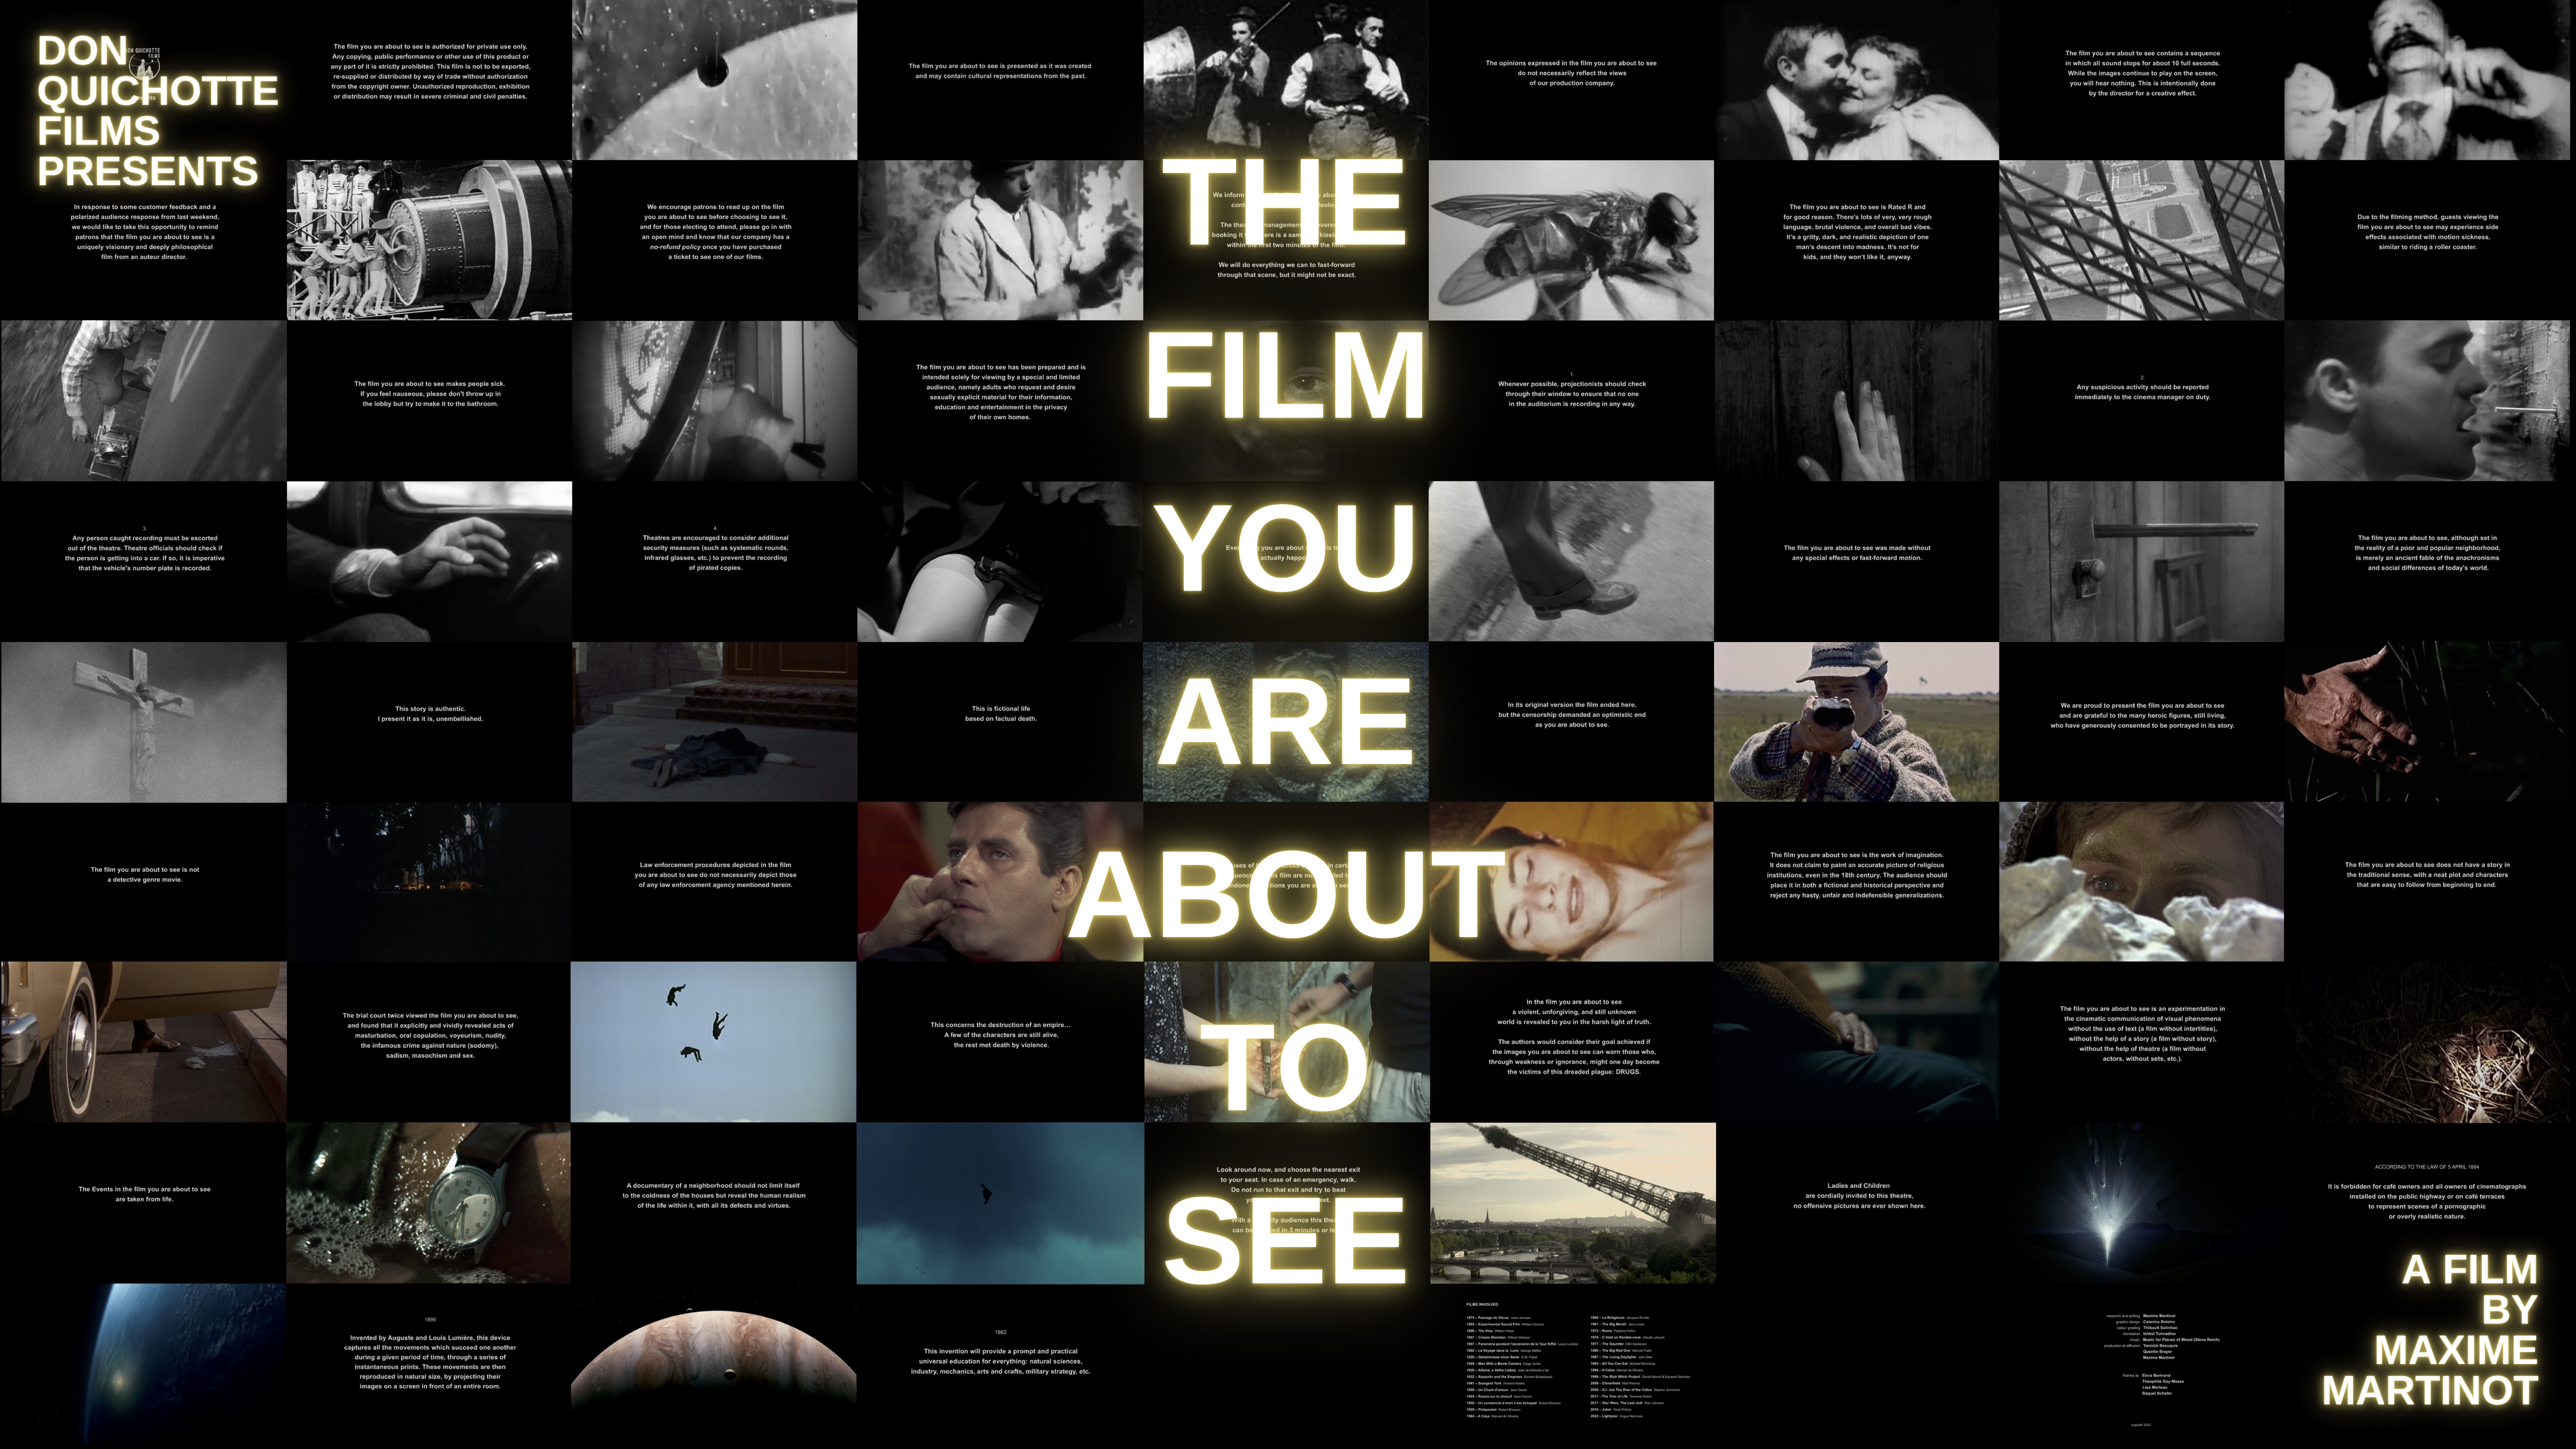 DON
QUICHOTTE
FILMS
PRESENTS
The film you are about to see is authorized for private use only.
Any copying, public performance or other use of this product or
any part of it is strictly prohibited. This film is not to be exported,
re-supplied or distributed by way of trade without authorization
from the copyright owner. Unauthorized reproduction, exhibition
or distribution may result in severe criminal and civil penalties.
The film you are about to see is presented as it was created
and may contain cultural representations from the past.
The opinions expressed in the film you are about to see
do not necessarily reflect the views
of our production company.
The film you are about to see contains a sequence
in which all sound stops for about 10 full seconds.
While the images continue to play on the screen,
you will hear nothing. This is intentionally done
by the director for a creative effect.
In response to some customer feedback and a
polarized audience response from last weekend,
we would like to take this opportunity to remind
patrons that the film you are about to see is a
uniquely visionary and deeply philosophical
film from an auteur director.
We encourage patrons to read up on the film
you are about to see before choosing to see it,
and for those electing to attend, please go in with
an open mind and know that our company has a
no-refund policy once you have purchased
a ticket to see one of our films.
THE
We inform
The management
booking it
within the first two minutes of the film.
We will do everything we can to fast-forward
through that scene, but it might not be exact.
The film you are about to see is Rated R and
for good reason. There's lots of very, very rough
language, brutal violence, and overall bad vibes.
It's a gritty, dark, and realistic depiction of one
man's descent into madness. It's not for
kids, and they won't like it, anyway.
Due to the filming method, guests viewing the
film you are about to see may experience side
effects associated with motion sickness,
similar to riding a roller coaster.
The film you are about to see makes people sick.
If you feel nauseous, please don't throw up in
the lobby but try to make it to the bathroom.
The film you are about to see has been prepared and is
intended solely for viewing by a special and limited
audience, namely adults who request and desire
sexually explicit material for their information,
education and entertainment in the privacy
of their own homes.
FILM
1.
Whenever possible, projectionists should check
through their window to ensure that no one
in the auditorium is recording in any way.
2.
Any suspicious activity should be reported
immediately to the cinema manager on duty.
3.
Any person caught recording must be escorted
out of the theatre. Theatre officials should check if
the person is getting into a car. If so, it is imperative
that the vehicle's number plate is recorded.
4.
Theatres are encouraged to consider additional
security measures (such as systematic rounds,
infrared glasses, etc.) to prevent the recording
of pirated copies.
YOU
you are about
actually
The film you are about to see was made without
any special effects or fast-forward motion.
The film you are about to see, although set in
the reality of a poor and popular neighborhood,
is merely an ancient fable of the anachronisms
and social differences of today's world.
This story is authentic.
I present it as it is, unembellished.
This is fictional life
based on factual death.
ARE
In its original version the film ended here,
but the censorship demanded an optimistic end
as you are about to see.
We are proud to present the film you are about to see
and are grateful to the many heroic figures, still living,
who have generously consented to be portrayed in its story.
The film you are about to see is not
a detective genre movie.
Law enforcement procedures depicted in the film
you are about to see do not necessarily depict those
of any law enforcement agency mentioned herein.
ABOUT
The film you are about to see is the work of imagination.
It does not claim to paint an accurate picture of religious
institutions, even in the 18th century. The audience should
place it in both a fictional and historical perspective and
reject any hasty, unfair and indefensible generalizations.
The film you are about to see does not have a story in
the traditional sense, with a neat plot and characters
that are easy to follow from beginning to end.
The trial court twice viewed the film you are about to see,
and found that it explicitly and vividly revealed acts of
masturbation, oral copulation, voyeurism, nudity,
the infamous crime against nature (sodomy),
sadism, masochism and sex.
This concerns the destruction of an empire...
A few of the characters are still alive,
the rest met death by violence.
TO
In the film you are about to see
a violent, unforgiving, and still unknown
world is revealed to you in the harsh light of truth.
The authors would consider their goal achieved if
the images you are about to see can warn those who,
through weakness or ignorance, might one day become
the victims of this dreaded plague: DRUGS.
The film you are about to see is an experimentation in
the cinematic communication of visual phenomena
without the use of text (a film without intertitles),
without the help of a story (a film without story),
without the help of theatre (a film without
actors, without sets, etc.).
The Events in the film you are about to see
are taken from life.
A documentary of a neighborhood should not limit itself
to the coldness of the houses but reveal the human realism
of the life within it, with all its defects and virtues.
Look around now, and choose the nearest exit
to your seat. In case of an emergency, walk.
Do not run to that exit and try to beat
audience this
in 3 minutes or
SEE
Ladies and Children
are cordially invited to this theatre,
no offensive pictures are ever shown here.
ACCORDING TO THE LAW OF 5 APRIL 1884
It is forbidden for café owners and all owners of cinematographs
installed on the public highway or on café terraces
to represent scenes of a pornographic
or overly realistic nature.
1895
Invented by Auguste and Louis Lumière, this device
captures all the movements which succeed one another
during a given period of time, through a series of
instantaneous prints. These movements are then
reproduced in natural size, by projecting their
images on a screen in front of an entire room.
1862
This invention will provide a prompt and practical
universal education for everything: natural sciences,
industry, mechanics, arts and crafts, military strategy, etc.
FILMS INVOLVED
research and editing Maxime Martinot
graphic design Catarina Boieiro
colour grading Thibault Solinhac
music Music for Pieces of Wood (Steve Reich)
Maxime Martinot
thanks to Elora Bertrand
A FILM
BY
MAXIME
MARTINOT